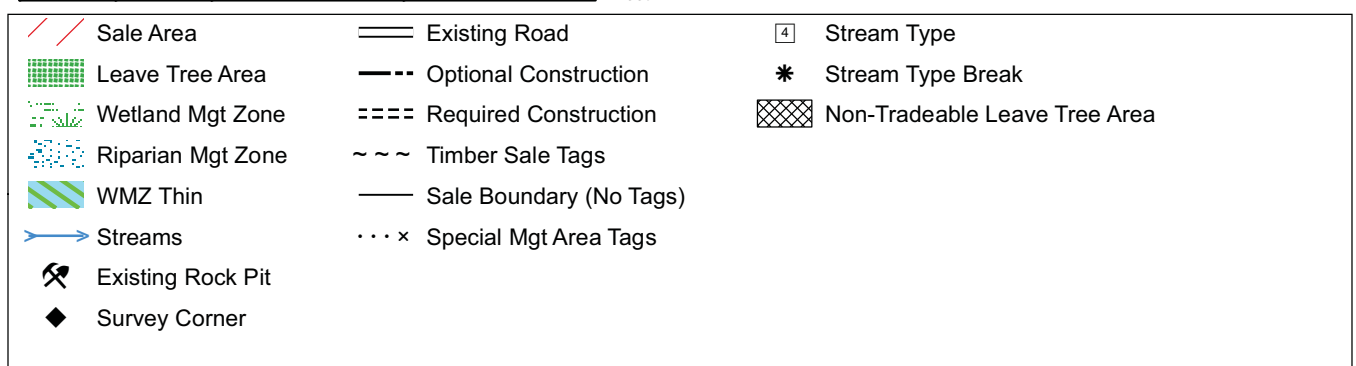 Sale Area
Leave Tree Area
Wetland Mgt Zone
Riparian Mgt Zone
WMZ Thin
Streams
Existing Rock Pit
Survey Corner
Existing Road
Optional Construction
Required Construction
Timber Sale Tags
Sale Boundary (No Tags)
Special Mgt Area Tags
4 Stream Type
Stream Type Break
Non-Tradeable Leave Tree Area